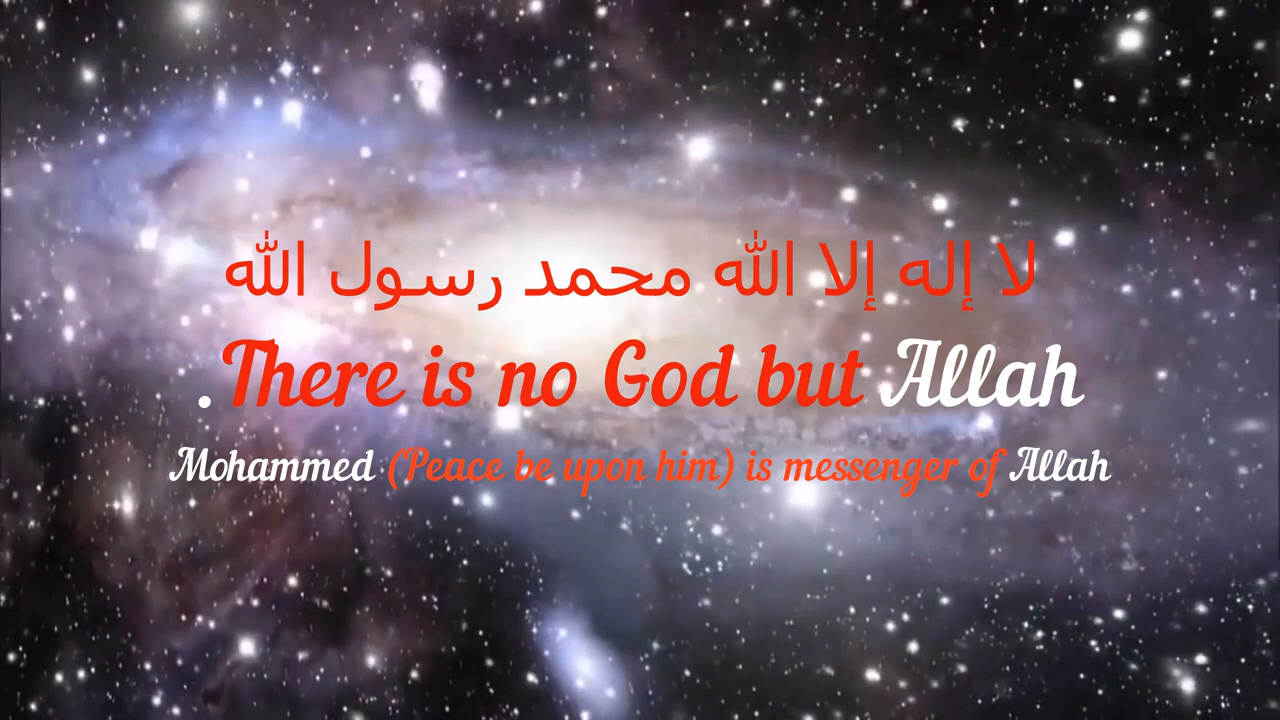 لا إله إلا الله محمد رسول الله
.There is no God but Allah
Mohammed (Peace be upon him) is messenger of Allah